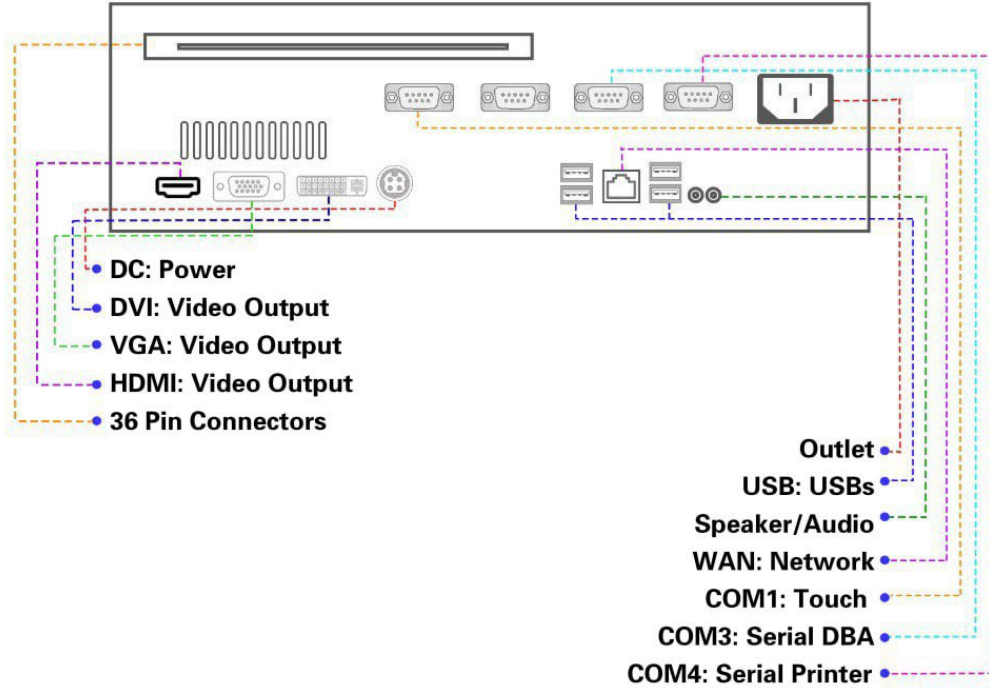 DC: Power
DVI: Video Output
VGA: Video Output
HDMI: Video Output
36 Pin Connectors
Outlet
USB: USBs
Speaker/Audio
WAN: Network
COM1: Touch
COM3: Serial DBA
COM4: Serial Printer